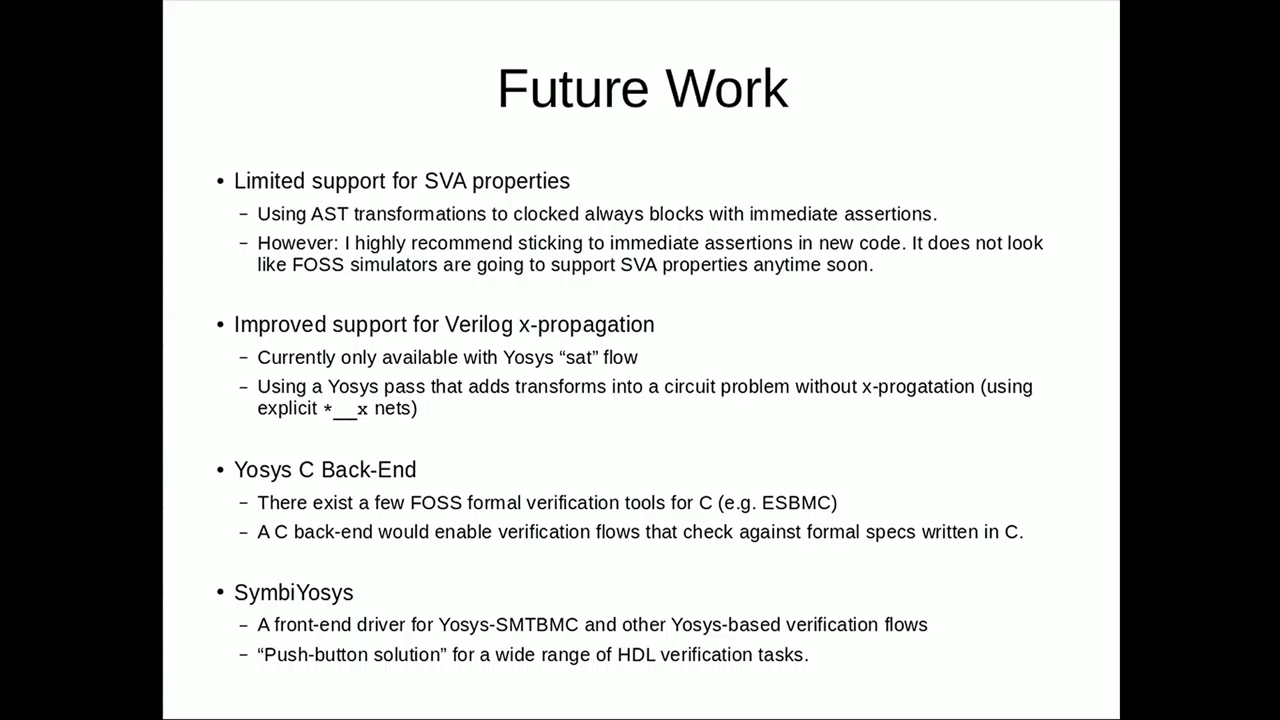 Future Work
• Limited support for SVA properties
– Using AST transformations to clocked always blocks with immediate assertions.
– However: I highly recommend sticking to immediate assertions in new code. It does not look
like FOSS simulators are going to support SVA properties anytime soon.
• Improved support for Verilog x-propagation
– Currently only available with Yosys “sat” flow
– Using a Yosys pass that adds transforms into a circuit problem without x-progatation (using
explicit *__x nets)
• Yosys C Back-End
– There exist a few FOSS formal verification tools for C (e.g. ESBMC)
– A C back-end would enable verification flows that check against formal specs written in C.
• SymbiYosys
– A front-end driver for Yosys-SMTBMC and other Yosys-based verification flows
– “Push-button solution” for a wide range of HDL verification tasks.